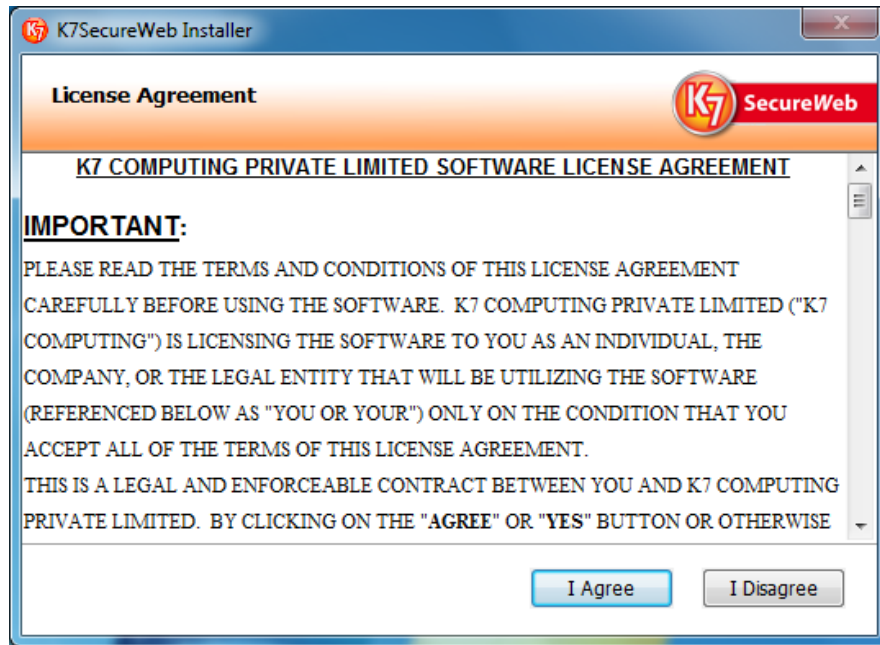 K7SecureWeb Installer
License Agreement
K7 SecureWeb
K7 COMPUTING PRIVATE LIMITED SOFTWARE LICENSE AGREEMENT
IMPORTANT:
PLEASE READ THE TERMS AND CONDITIONS OF THIS LICENSE AGREEMENT
CAREFULLY BEFORE USING THE SOFTWARE.  K7 COMPUTING PRIVATE LIMITED ("K7
COMPUTING") IS LICENSING THE SOFTWARE TO YOU AS AN INDIVIDUAL, THE
COMPANY, OR THE LEGAL ENTITY THAT WILL BE UTILIZING THE SOFTWARE
(REFERENCED BELOW AS "YOU OR YOUR") ONLY ON THE CONDITION THAT YOU
ACCEPT ALL OF THE TERMS OF THIS LICENSE AGREEMENT.
THIS IS A LEGAL AND ENFORCEABLE CONTRACT BETWEEN YOU AND K7 COMPUTING
PRIVATE LIMITED.  BY CLICKING ON THE "AGREE" OR "YES" BUTTON OR OTHERWISE
I Agree
I Disagree